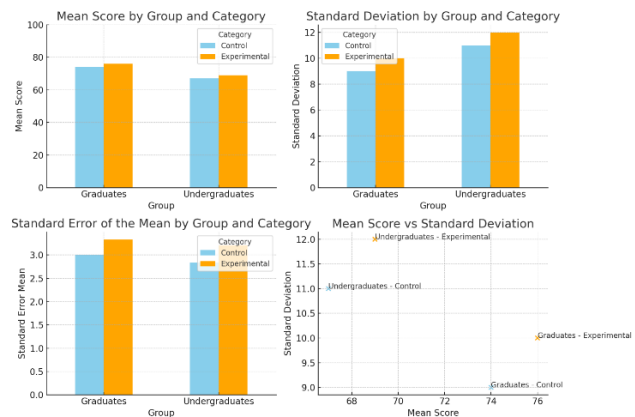 Mean Score by Group and Category
Category
Control
Experimental
Mean Score
100
80
60
40
20
0
Graduates
Undergraduates
Group
Standard Deviation by Group and Category
Category
Control
Experimental
Standard Deviation
12
10
8
6
4
2
0
Graduates
Undergraduates
Group
Standard Error of the Mean by Group and Category
Category
Control
Experimental
Standard Error Mean
3.0
2.5
2.0
1.5
1.0
0.5
0.0
Graduates
Undergraduates
Group
Mean Score vs Standard Deviation
Undergraduates - Experimental
Undergraduates - Control
Graduates - Experimental
Graduates - Control
Standard Deviation
12.0
11.5
11.0
10.5
10.0
9.5
9.0
68
70
72
74
76
Mean Score